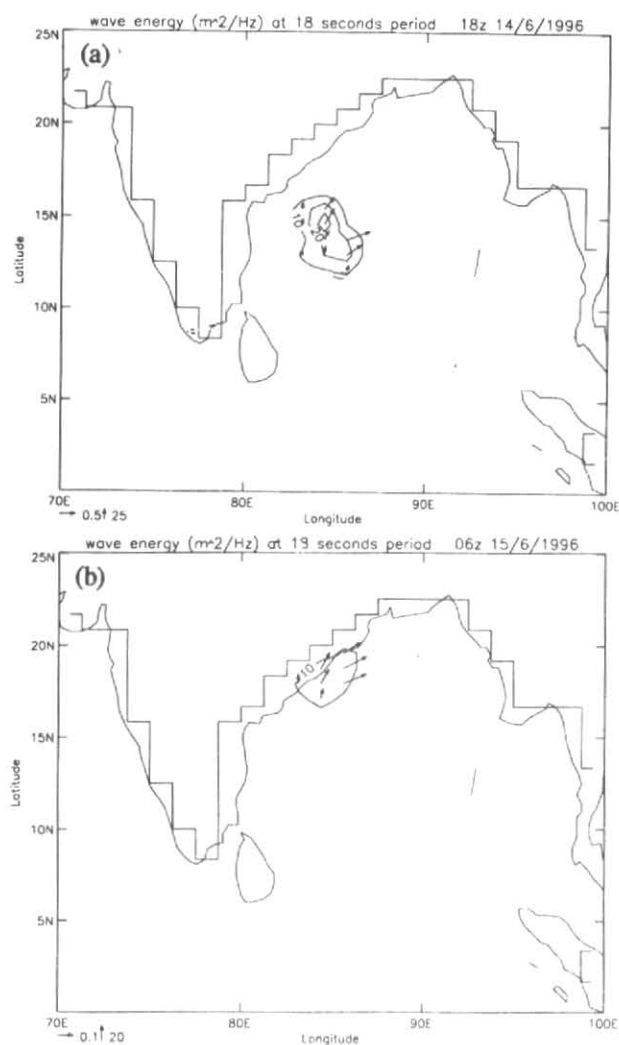 wave energy (m^2/Hz) at 18 seconds period 18z 14/6/1996
(a)
25N
20N
15N
10N
5N
Latitude
10
70E 80E 90E 100E
0.5 25
Longitude
wave energy (m^2/Hz) at 13 seconds period 06z 15/6/1996
(b)
25N
20N
15N
10N
5N
Latitude
10
70E 80E 90E 100E
0.1 20
Longitude